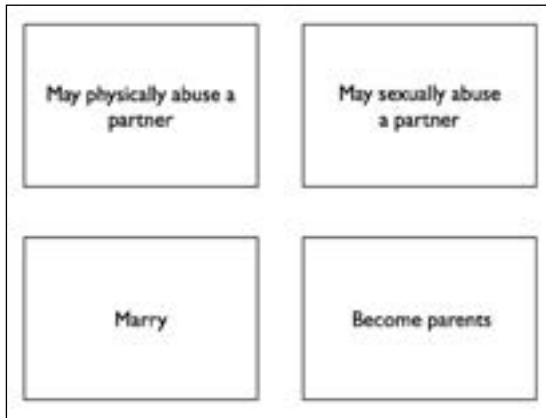 May physically abuse a
partner
May sexually abuse
a partner
Marry
Become parents